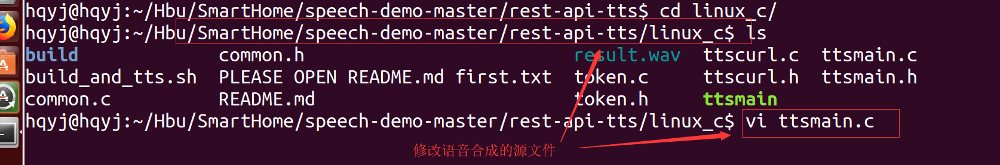 hqyj@hqyj:~/Hbu/SmartHome/speech-demo-master/rest-api-tts$ cd linux_c/
hqyj@hqyj:~/Hbu/SmartHome/speech-demo-master/rest-api-tts/linux_c$ ls
build common.h result.wav ttscurl.c ttsmain.c
build_and_tts.sh PLEASE OPEN README.md first.txt token.c ttscurl.h ttsmain.h
common.c README.md token.h ttsmain
hqyj@hqyj:~/Hbu/SmartHome/speech-demo-master/rest-api-tts/linux_c$ vi ttsmain.c
修改语音合成的源文件